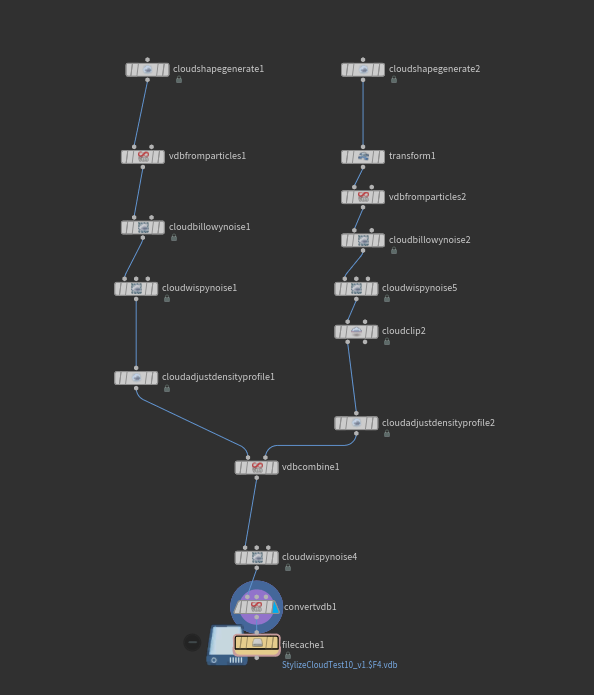 cloudshapegenerate1
cloudshapegenerate2
vdbfromparticles1
transform1
vdbfromparticles2
cloudbillowynoise1
cloudbillowynoise2
cloudwispynoise1
cloudwispynoise5
cloudclip2
cloudadjustdensityprofile1
cloudadjustdensityprofile2
vdbcombine1
cloudwispynoise4
convertvdb1
filecache1
StylizeCloudTest10_v1.$F4.vdb